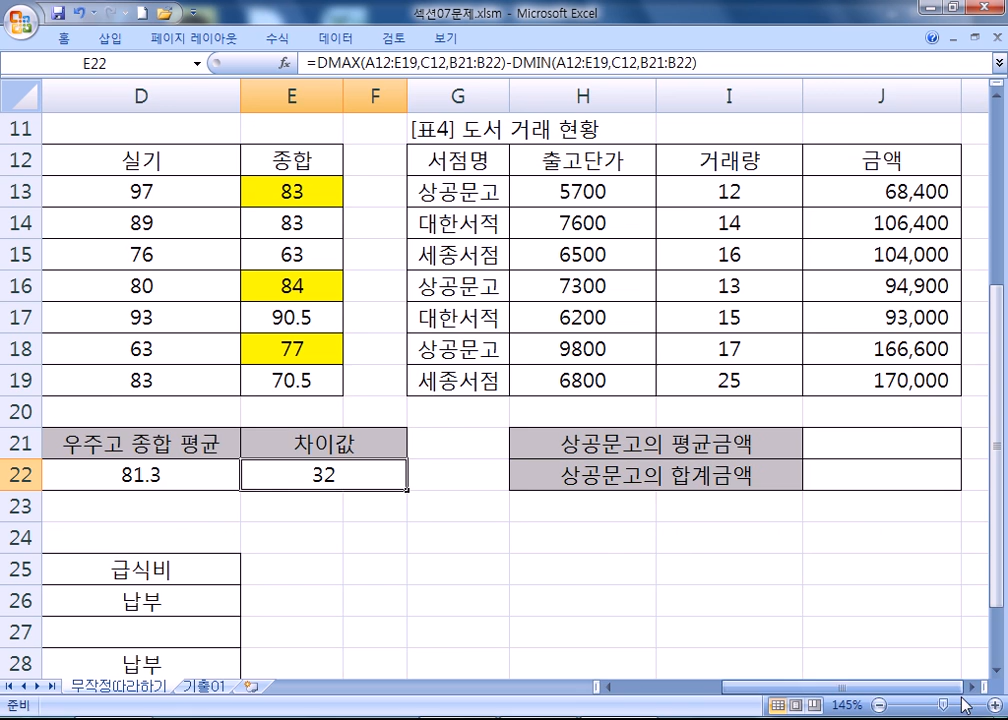 섹션07문제.xlsm - Microsoft Excel
홈 삽입 페이지 레이아웃 수식 데이터 검토 보기
E22 fx =DMAX(A12:E19,C12,B21:B22)-DMIN(A12:E19,C12,B21:B22)
D E F G H I J
11 [표4] 도서 거래 현황
12 실기 종합 서점명 출고단가 거래량 금액
13 97 83 상공문고 5700 12 68,400
14 89 83 대한서적 7600 14 106,400
15 76 63 세종서점 6500 16 104,000
16 80 84 상공문고 7300 13 94,900
17 93 90.5 대한서적 6200 15 93,000
18 63 77 상공문고 9800 17 166,600
19 83 70.5 세종서점 6800 25 170,000
20
21 우주고 종합 평균 차이값 상공문고의 평균금액
22 81.3 32 상공문고의 합계금액
23
24
25 급식비
26 납부
27
28 납부
무작정따라하기 기출01
준비 145%